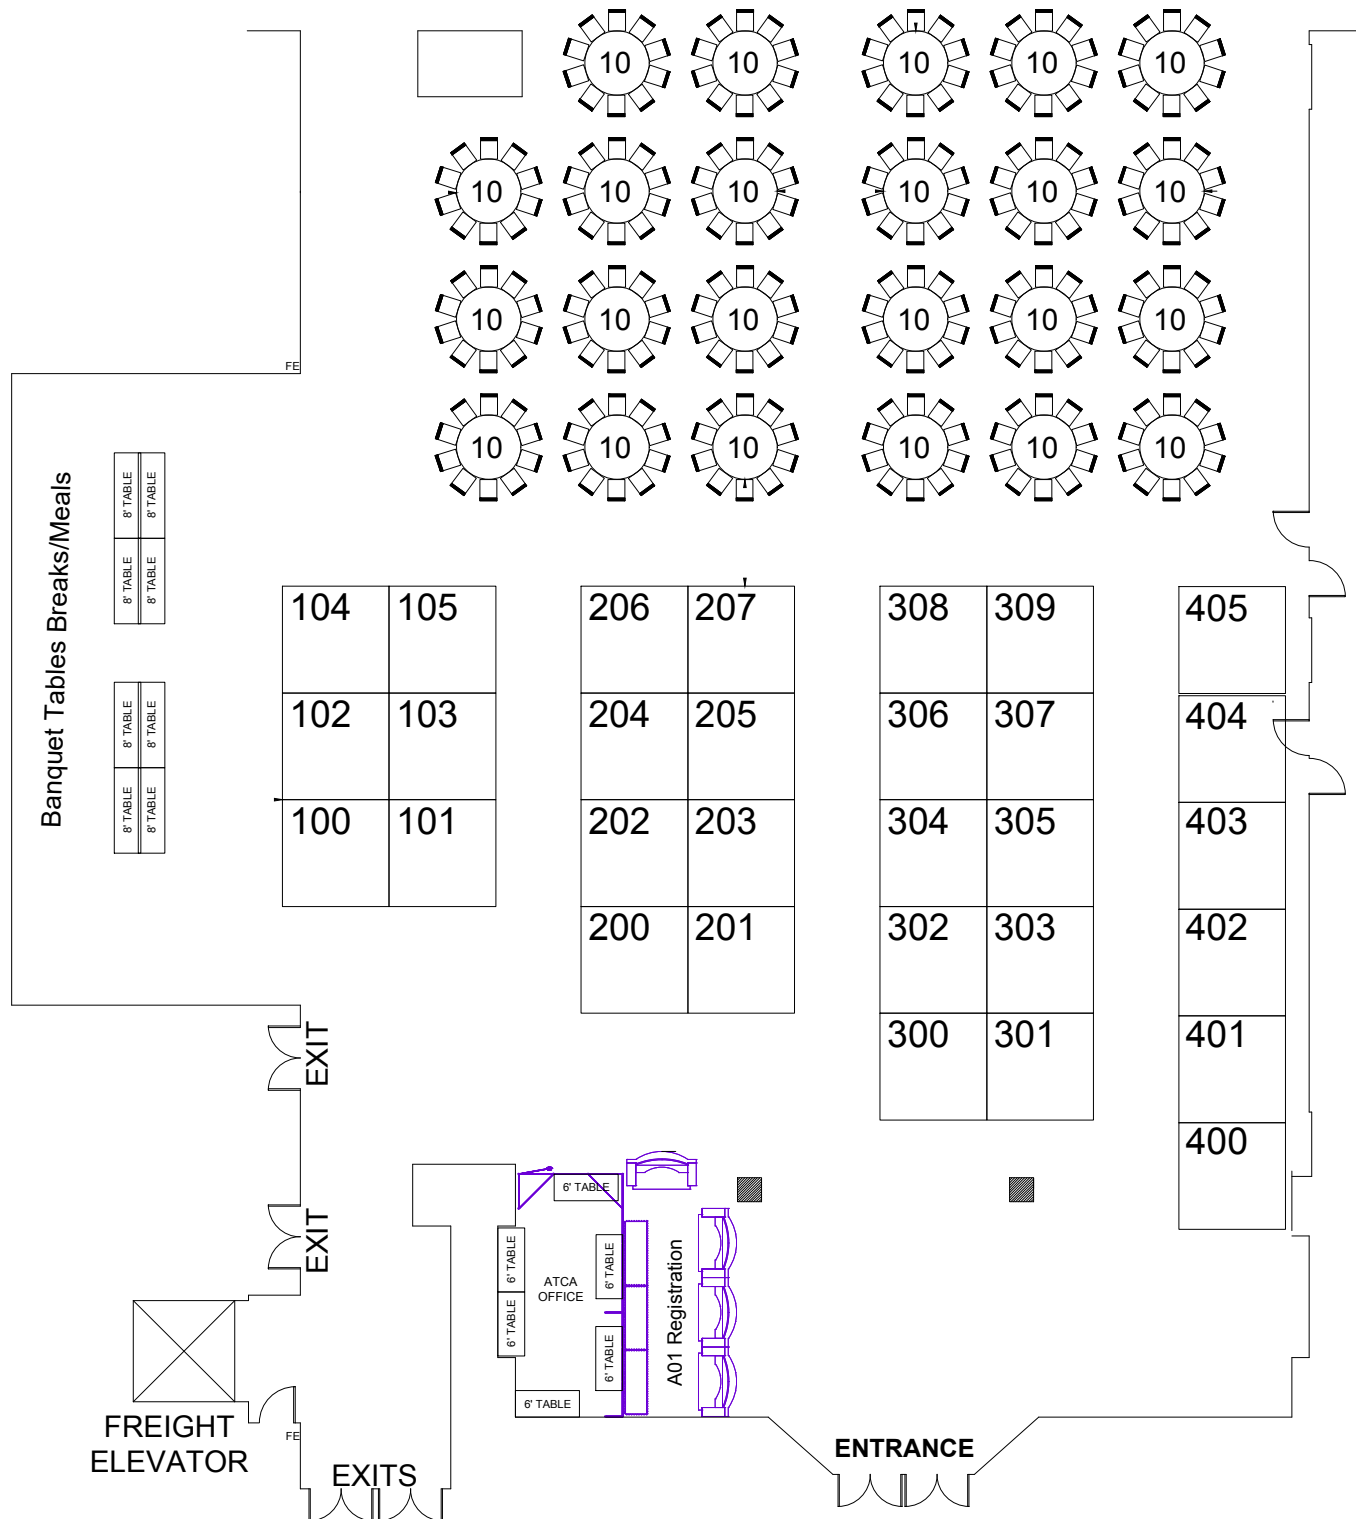 10 10 10 10 10
10 10 10 10 10 10
10 10 10 10 10 10
FE
10 10 10 10 10 10
Banquet Tables Breaks/Meals
8' TABLE 8' TABLE
8' TABLE 8' TABLE
8' TABLE 8' TABLE
8' TABLE 8' TABLE
104 105 206 207 308 309 405
102 103 204 205 306 307 404
100 101 202 203 304 305 403
200 201 302 303 402
300 301 401
400
EXIT
EXIT
6' TABLE
6' TABLE
6' TABLE
6' TABLE
6' TABLE
6' TABLE
ATCA
OFFICE
A01 Registration
FREIGHT
ELEVATOR
FE
EXITS
ENTRANCE